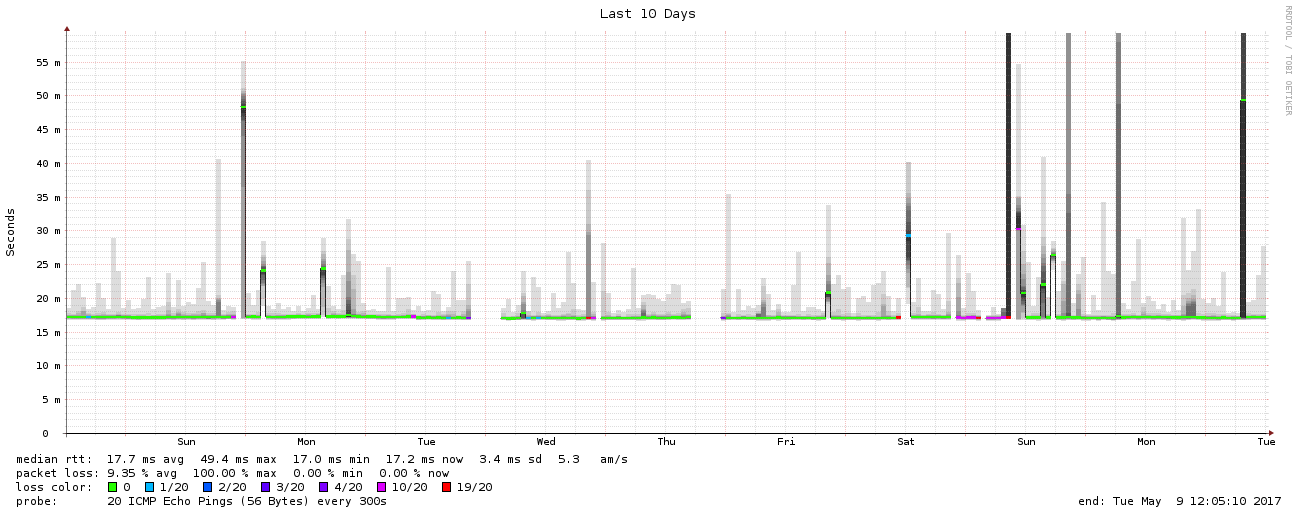 Last 10 Days
RRDTOOL / TOBI OETIKER
Seconds
55 m
50 m
45 m
40 m
35 m
30 m
25 m
20 m
15 m
10 m
5 m
0
Sun Mon Tue Wed Thu Fri Sat Sun Mon Tue
median rtt: 17.7 ms avg 49.4 ms max 17.0 ms min 17.2 ms now 3.4 ms sd 5.3 am/s
packet loss: 9.35 % avg 100.00 % max 0.00 % min 0.00 % now
loss color: 0 1/20 2/20 3/20 4/20 10/20 19/20
probe: 20 ICMP Echo Pings (56 Bytes) every 300s end: Tue May 9 12:05:10 2017